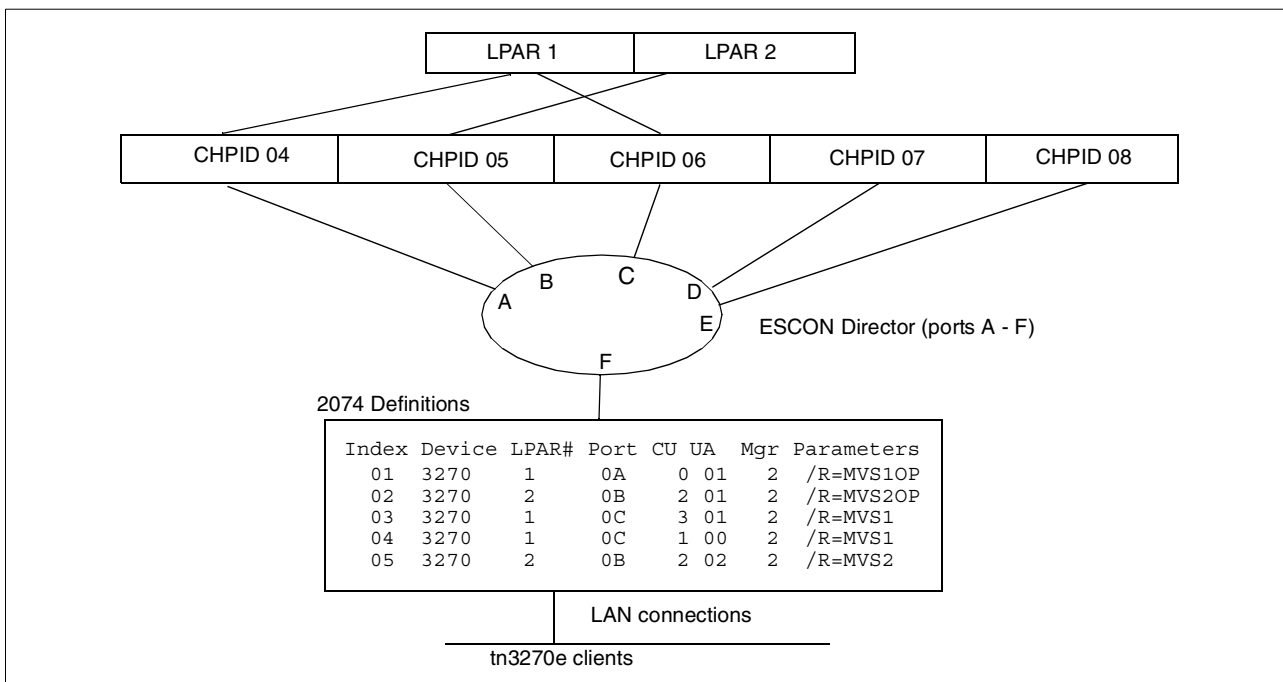 LPAR 1 LPAR 2
CHPID 04 CHPID 05 CHPID 06 CHPID 07 CHPID 08
A B C D E
F
ESCON Director (ports A - F)
2074 Definitions
Index Device LPAR# Port CU UA Mgr Parameters
01 3270 1 0A 0 01 2 /R=MVS1OP
02 3270 2 0B 2 01 2 /R=MVS2OP
03 3270 1 0C 3 01 2 /R=MVS1
04 3270 1 0C 1 00 2 /R=MVS1
05 3270 2 0B 2 02 2 /R=MVS2
LAN connections
tn3270e clients